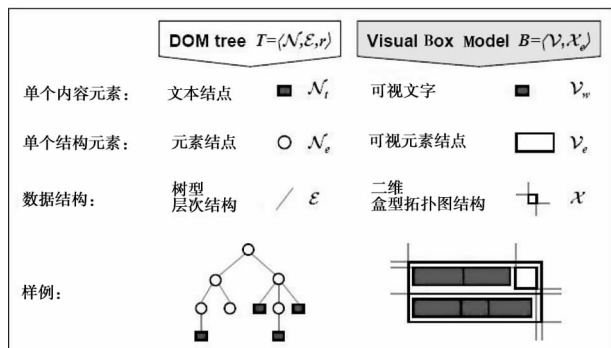 DOM tree T=⟨N,E,r⟩ Visual Box Model B=⟨V,Xₑ⟩
单个内容元素: 文本结点 Nₜ 可视文字 V_w
单个结构元素: 元素结点 Nₑ 可视元素结点 Vₑ
数据结构: 树型 层次结构 E 二维 盒型拓扑图结构 X
样例: